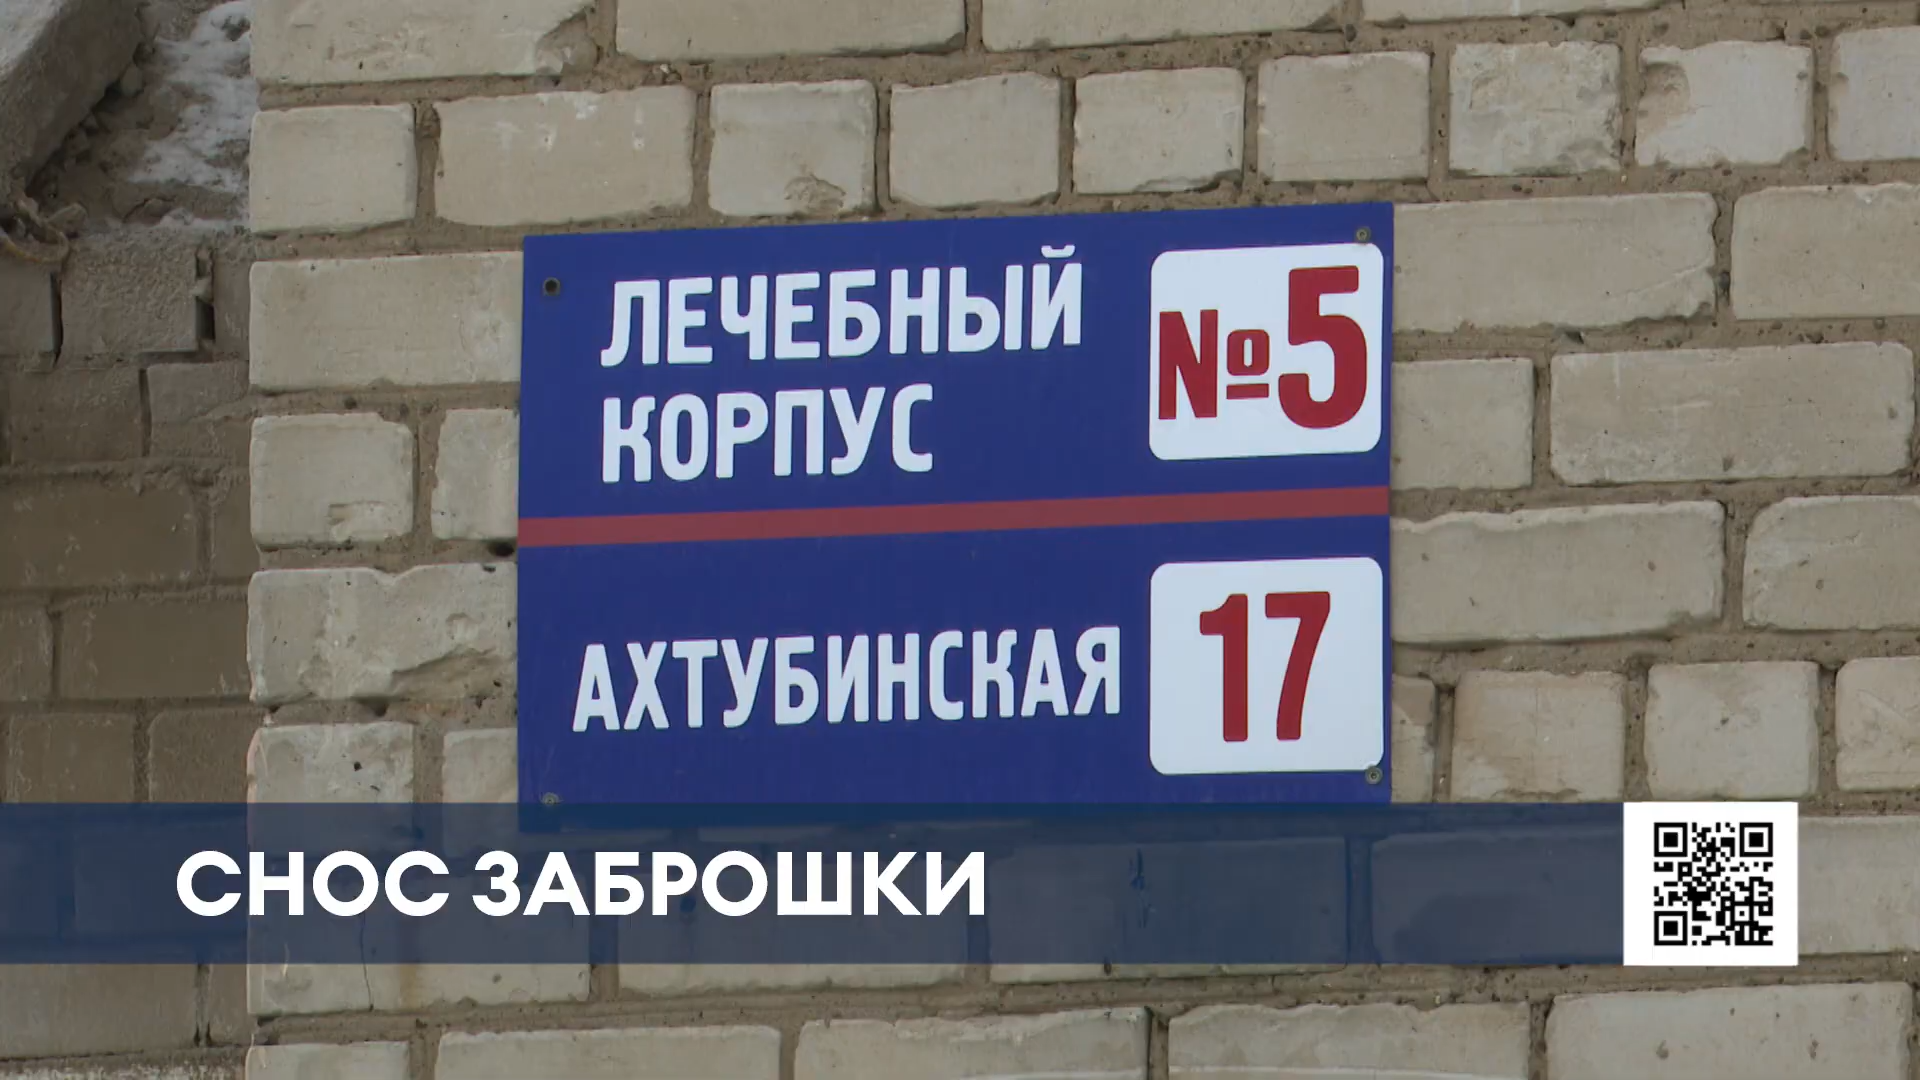 ЛЕЧЕБНЫЙ
КОРПУС
№5
АХТУБИНСКАЯ
17
СНОС ЗАБРОШКИ